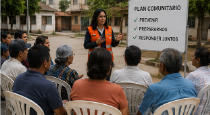 PLAN COMUNITARIO
✓ PREVENIR
✓ PREPARARNOS
✓ RESPONDER JUNTOS